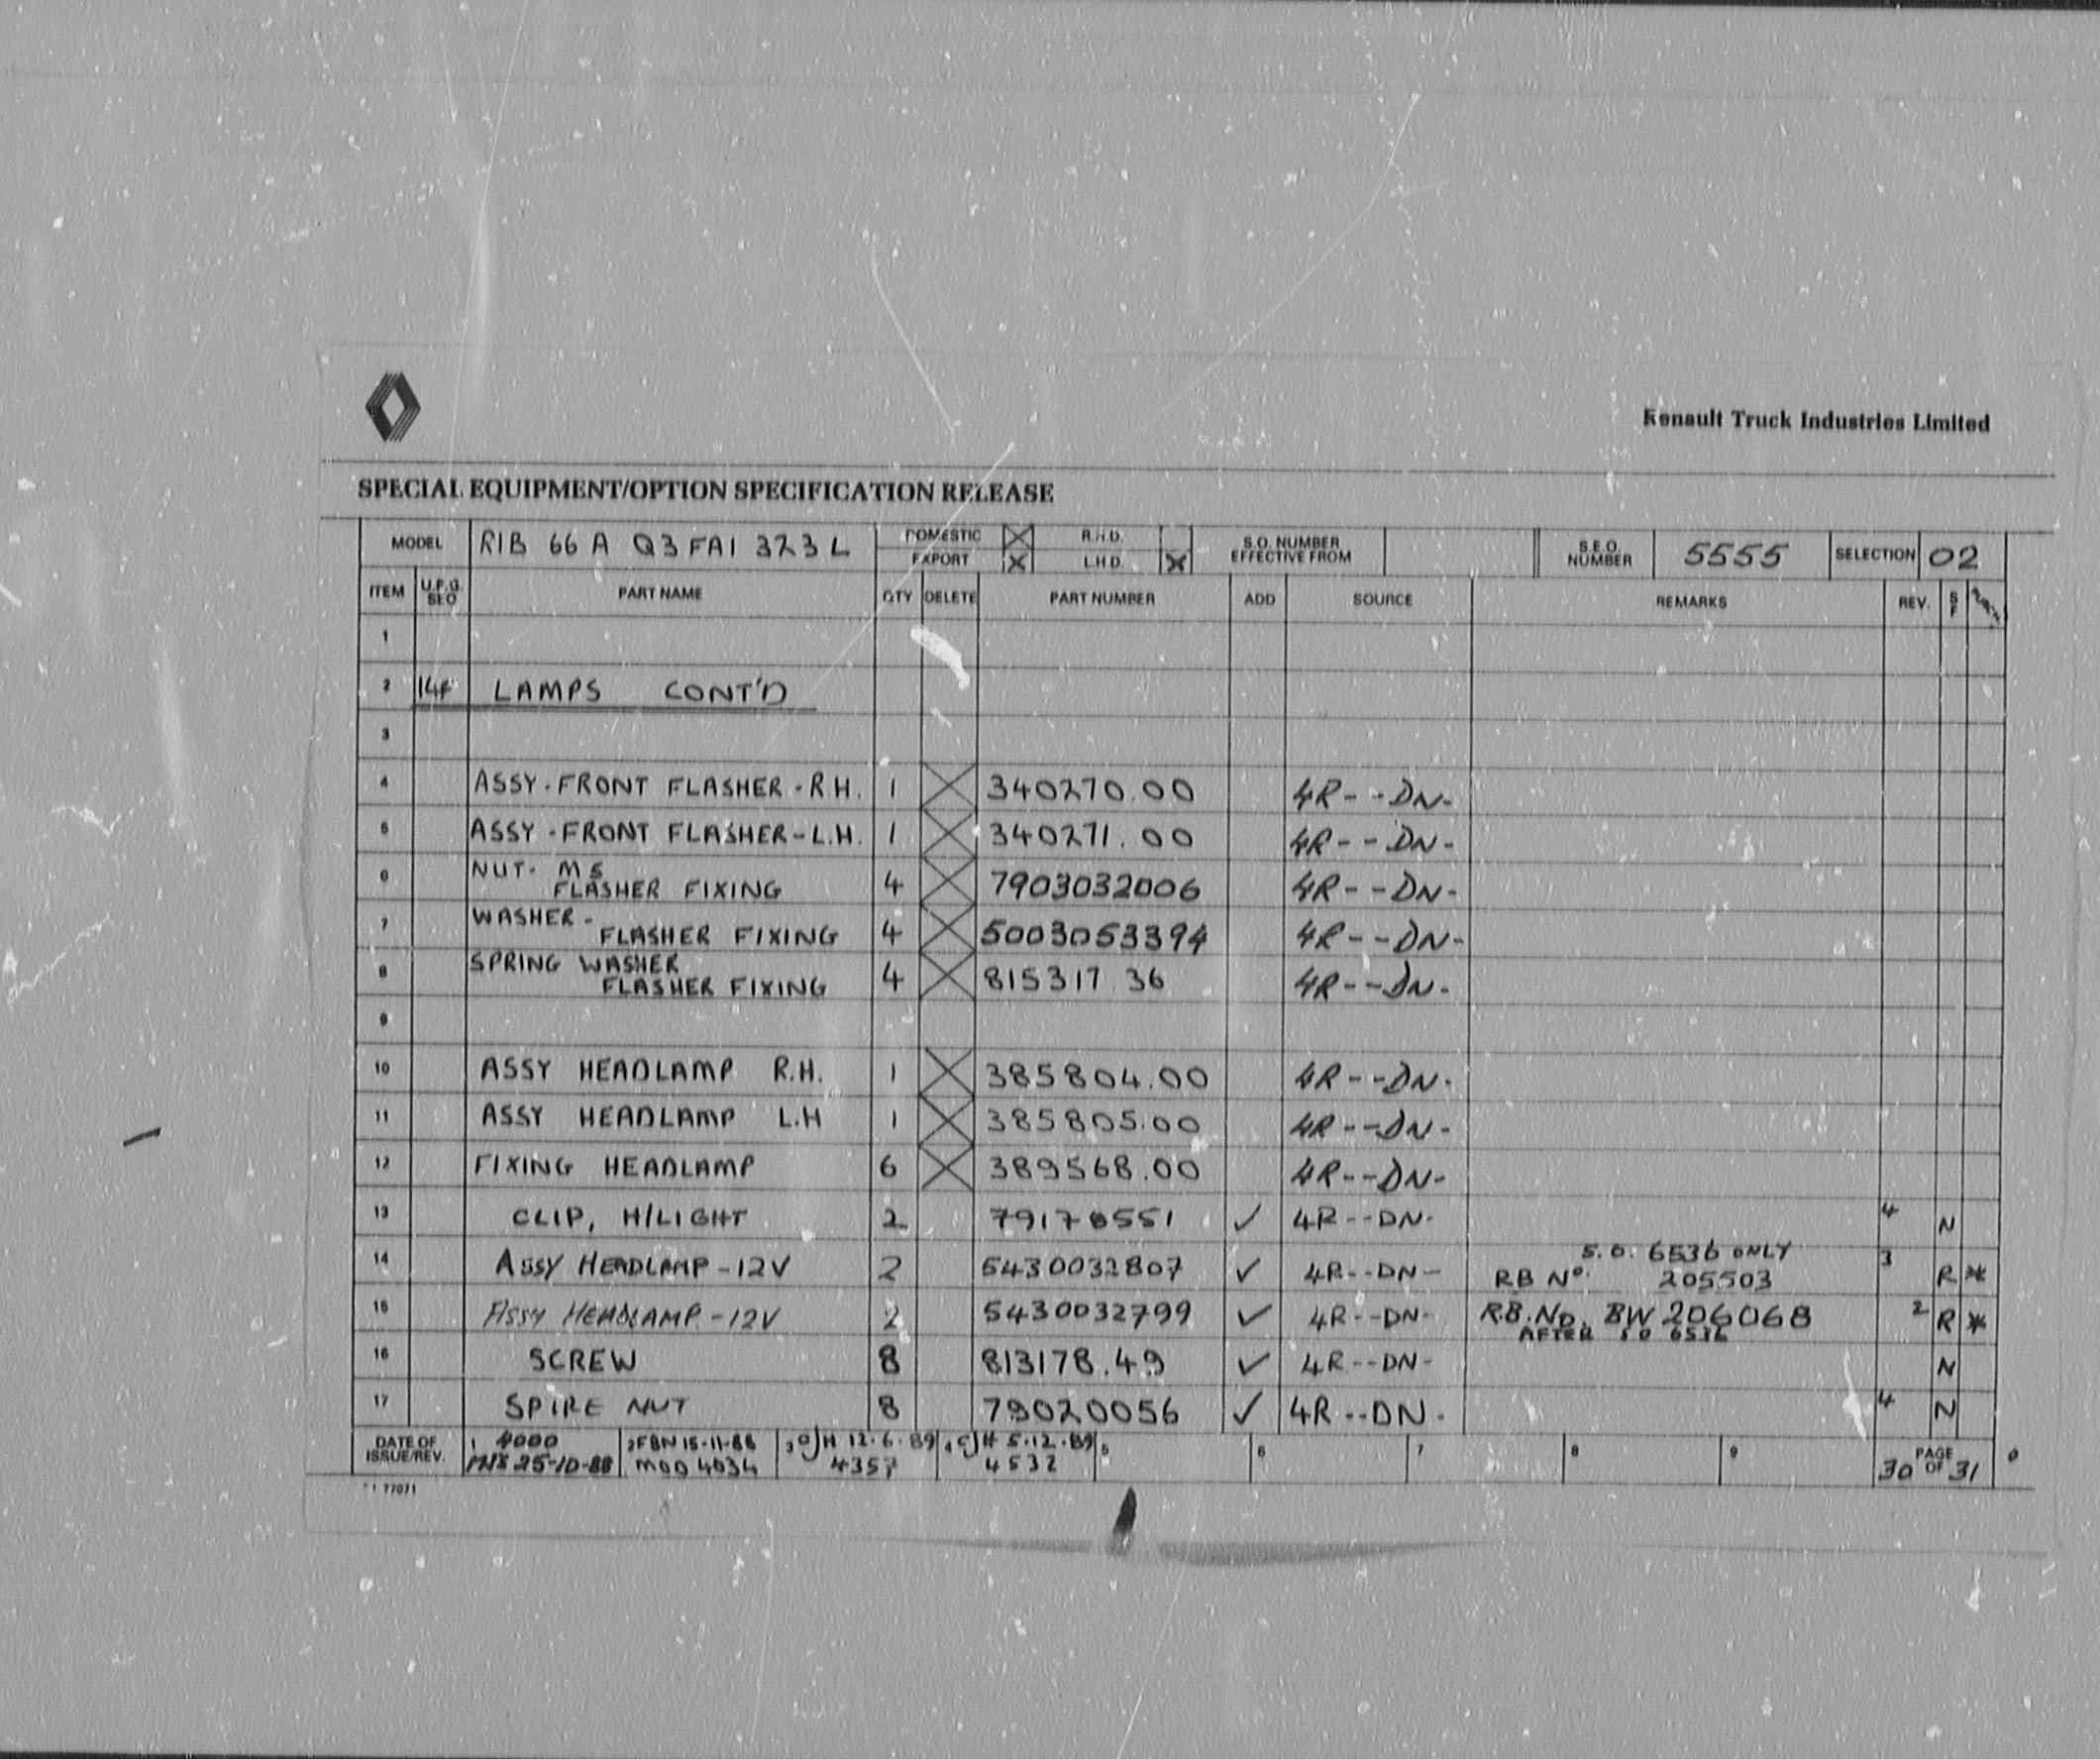 Renault Truck Industries Limited
SPECIAL EQUIPMENT/OPTION SPECIFICATION RELEASE
MODEL R1B 66 A Q3 FA1 323 L DOMESTIC R.H.D. S.O. NUMBER EFFECTIVE FROM S.E.O. NUMBER 5555 SELECTION 02
EXPORT L.H.D.
ITEM U.P.G. SEO PART NAME QTY DELETE PART NUMBER ADD SOURCE REMARKS REV. S F
1
2 14F LAMPS CONT'D
3
4 ASSY - FRONT FLASHER - R H. 1 340270.00 4R - - DN -
5 ASSY - FRONT FLASHER - L.H. 1 340271.00 4R - - DN -
6 NUT - M5
FLASHER FIXING 4 7903032006 4R - - DN -
7 WASHER -
FLASHER FIXING 4 5003053394 4R - - DN -
8 SPRING WASHER
FLASHER FIXING 4 815317 36 4R - - DN -
9
10 ASSY HEADLAMP R.H. 1 385804.00 4R - - DN -
11 ASSY HEADLAMP L.H 1 385805.00 4R - - DN -
12 FIXING HEADLAMP 6 389568.00 4R - - DN -
13 CLIP, H/LIGHT 2 79176551 ✓ 4R - - DN - 4 N
S.O. 6536 ONLY
14 ASSY HEADLAMP - 12V 2 5430032807 ✓ 4R - - DN - RB Nº. 205503 3 R *
15 ASSY HEADLAMP - 12V 2 5430032799 ✓ 4R - - DN - R.B. NO. BW 206068 2 R *
AFTER S O 6536
16 SCREW 8 813178.49 ✓ 4R - - DN - N
17 SPIRE NUT 8 79020056 ✓ 4R - - DN - 4 N
DATE OF ISSUE/REV. 1 4000 2 FBN 15-11-88 3 12.6.89 4 5.12.89 5 6 7 8 9 PAGE
25-10-88 MOD 4034 4357 4532 30 OF 31
77071